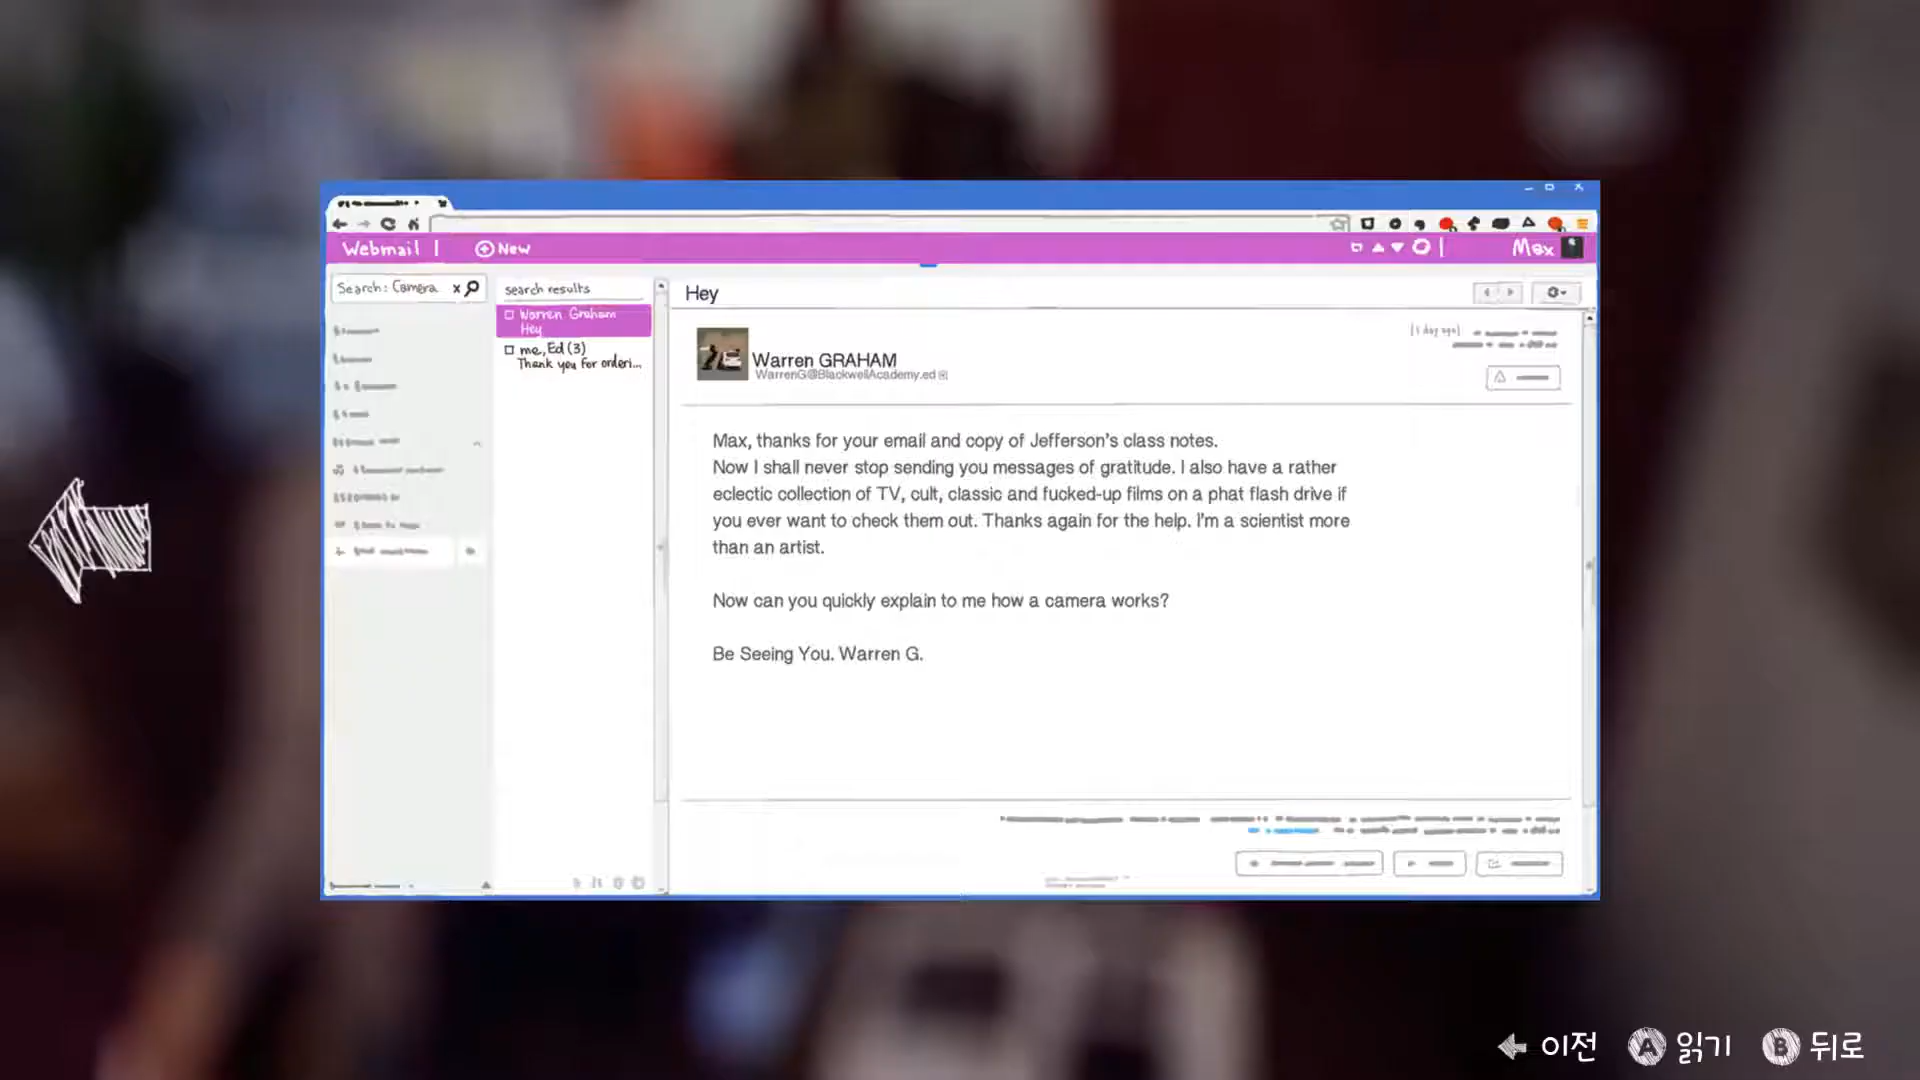 Webmail
New
Max
Search: Camera x
search results
Hey
Warren Graham
Hey
me, Ed (3)
Thank you for orderi...
[1 day ago]
Warren GRAHAM
WarrenG@BlackwellAcademy.ed
Max, thanks for your email and copy of Jefferson's class notes.
Now I shall never stop sending you messages of gratitude. I also have a rather
eclectic collection of TV, cult, classic and fucked-up films on a phat flash drive if
you ever want to check them out. Thanks again for the help. I'm a scientist more
than an artist.
Now can you quickly explain to me how a camera works?
Be Seeing You. Warren G.
이전
A 읽기
B 뒤로